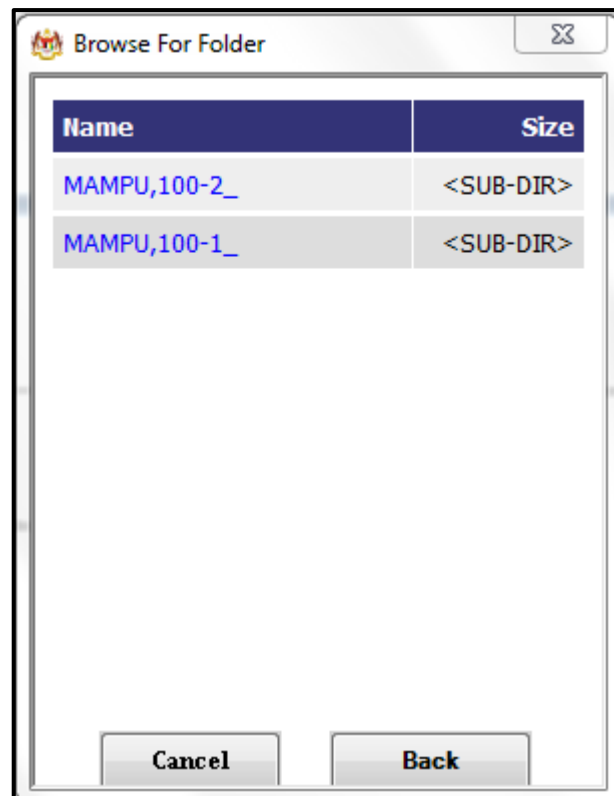 Browse For Folder
Name Size
MAMPU,100-2_ <SUB-DIR>
MAMPU,100-1_ <SUB-DIR>
Cancel Back